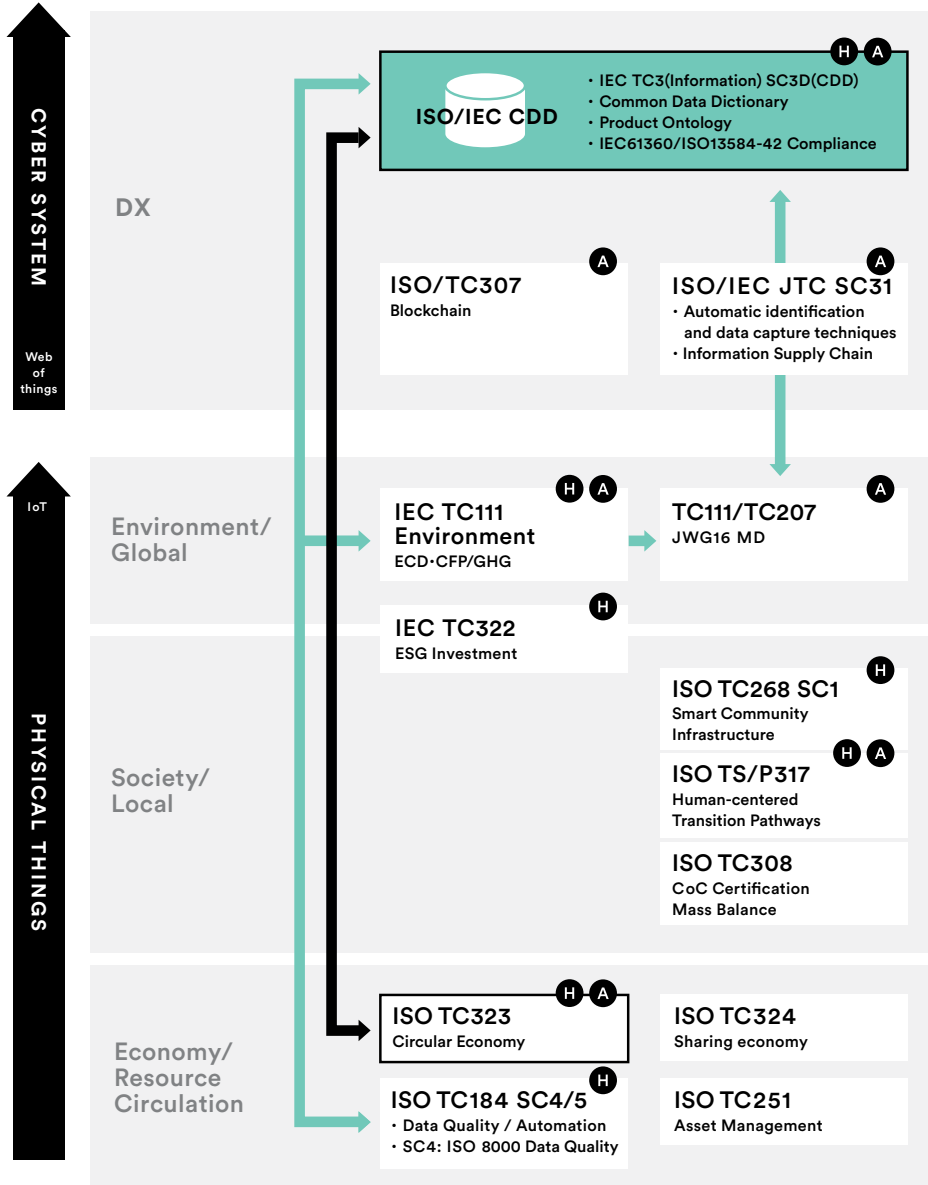 CYBER SYSTEM
Web
of
things
DX
H A
ISO/IEC CDD
・IEC TC3(Information) SC3D(CDD)
・Common Data Dictionary
・Product Ontology
・IEC61360/ISO13584-42 Compliance
A
ISO/TC307
Blockchain
A
ISO/IEC JTC SC31
・Automatic identification
and data capture techniques
・Information Supply Chain
IoT
PHYSICAL THINGS
Environment/
Global
H A
IEC TC111
Environment
ECD・CFP/GHG
A
TC111/TC207
JWG16 MD
H
IEC TC322
ESG Investment
Society/
Local
H
ISO TC268 SC1
Smart Community
Infrastructure
H A
ISO TS/P317
Human-centered
Transition Pathways
ISO TC308
CoC Certification
Mass Balance
Economy/
Resource
Circulation
H A
ISO TC323
Circular Economy
ISO TC324
Sharing economy
H
ISO TC184 SC4/5
・Data Quality / Automation
・SC4: ISO 8000 Data Quality
ISO TC251
Asset Management